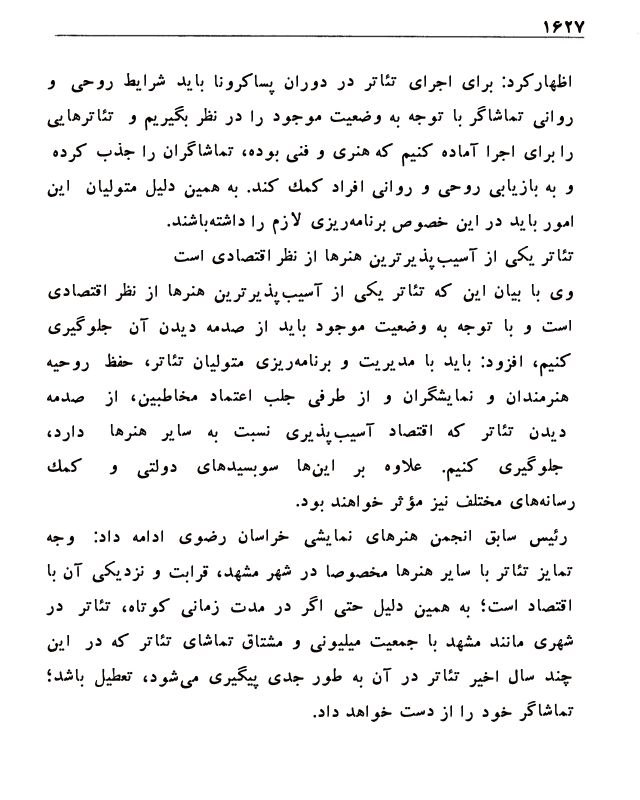 ۱۶۲۷
اظهارکرد: برای اجرای تئاتر در دوران پساکرونا باید شرایط روحی و
روانی تماشاگر با توجه به وضعیت موجود را در نظر بگیریم و تئاترهایی
را برای اجرا آماده کنیم که هنری و فنی بوده، تماشاگران را جذب کرده
و به بازیابی روحی و روانی افراد کمك کند. به همین دلیل متولیان این
امور باید در این خصوص برنامه‌ریزی لازم را داشته‌باشند.
تئاتر یکی از آسیب‌پذیرترین هنرها از نظر اقتصادی است
وی با بیان این که تئاتر یکی از آسیب‌پذیرترین هنرها از نظر اقتصادی
است و با توجه به وضعیت موجود باید از صدمه دیدن آن جلوگیری
کنیم، افزود: باید با مدیریت و برنامه‌ریزی متولیان تئاتر، حفظ روحیه
هنرمندان و نمایشگران و از طرفی جلب اعتماد مخاطبین، از صدمه
دیدن تئاتر که اقتصاد آسیب‌پذیری نسبت به سایر هنرها دارد،
جلوگیری کنیم. علاوه بر این‌ها سوبسیدهای دولتی و کمك
رسانه‌های مختلف نیز مؤثر خواهند بود.
رئیس سابق انجمن هنرهای نمایشی خراسان رضوی ادامه داد: وجه
تمایز تئاتر با سایر هنرها مخصوصا در شهر مشهد، قرابت و نزدیکی آن با
اقتصاد است؛ به همین دلیل حتی اگر در مدت زمانی کوتاه، تئاتر در
شهری مانند مشهد با جمعیت میلیونی و مشتاق تماشای تئاتر که در این
چند سال اخیر تئاتر در آن به طور جدی پیگیری می‌شود، تعطیل باشد؛
تماشاگر خود را از دست خواهد داد.